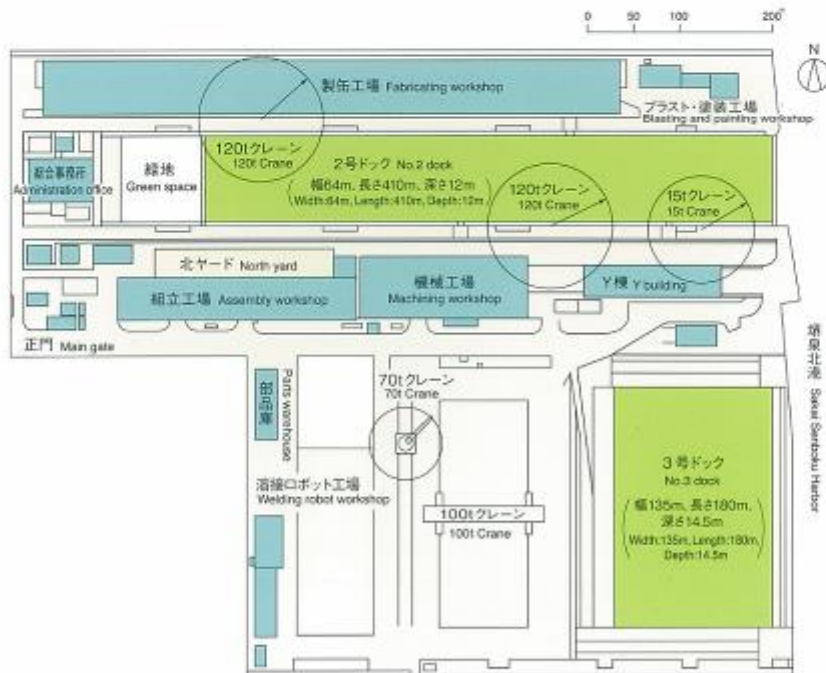 0 50 100 200m
N
製缶工場 Fabricating workshop
ブラスト・塗装工場
Blasting and painting workshop
120tクレーン
120t Crane
2号ドック No.2 dock
幅64m, 長さ410m, 深さ12m
Width:64m, Length:410m, Depth:12m
120tクレーン
120t Crane
15tクレーン
15t Crane
総合事務所
Administration office
緑地
Green space
北ヤード North yard
組立工場 Assembly workshop
機械工場
Machining workshop
Y棟 Y building
正門 Main gate
部品庫
Parts warehouse
70tクレーン
70t Crane
溶接ロボット工場
Welding robot workshop
100tクレーン
100t Crane
3号ドック
No.3 dock
幅135m, 長さ180m,
深さ14.5m
Width:135m, Length:180m,
Depth:14.5m
堺泉北港 Sakai Senboku Harbor